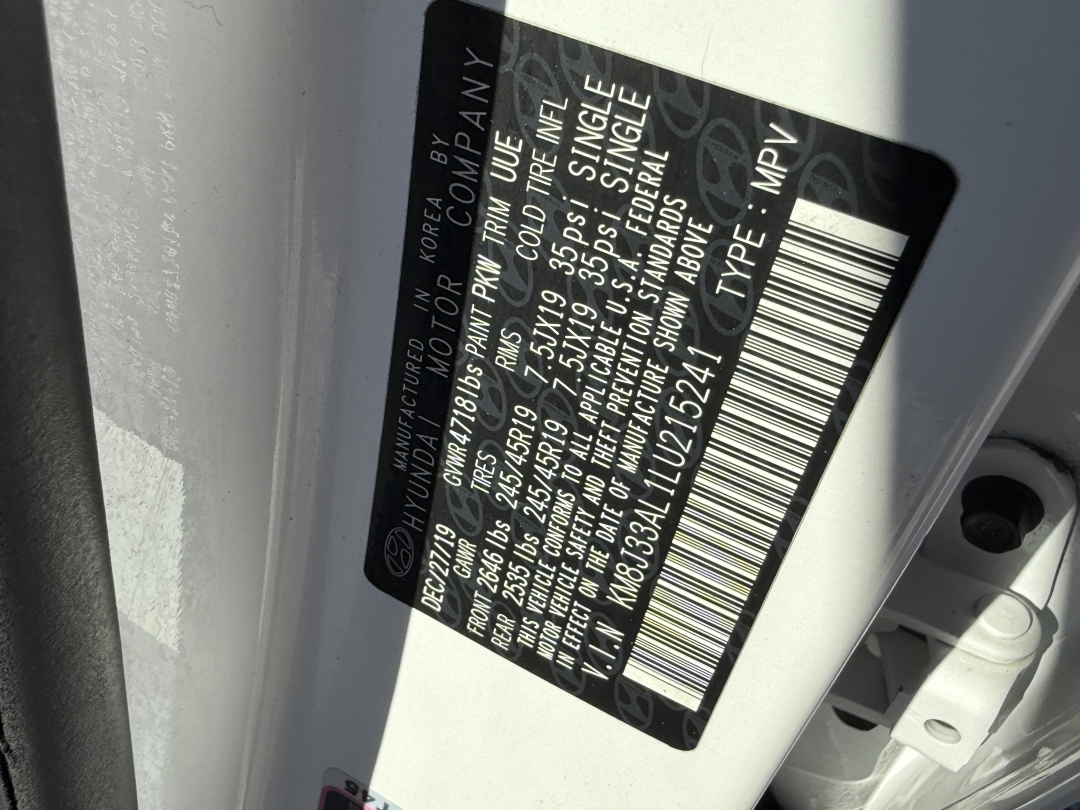 MANUFACTURED IN KOREA BY
HYUNDAI MOTOR COMPANY
DEC/27/19 GVWR4718lbs PAINT PKW TRIM UUE
GAWR TIRES RIMS COLD TIRE INFL
FRONT 2646 lbs 245/45R19 7.5JX19 35psi SINGLE
REAR 2535 lbs 245/45R19 7.5JX19 35psi SINGLE
THIS VEHICLE CONFORMS TO ALL APPLICABLE U.S.A. FEDERAL
MOTOR VEHICLE SAFETY AND THEFT PREVENTION STANDARDS
IN EFFECT ON THE DATE OF MANUFACTURE SHOWN ABOVE
V.I.N KM8J33AL1LU215241 TYPE : MPV